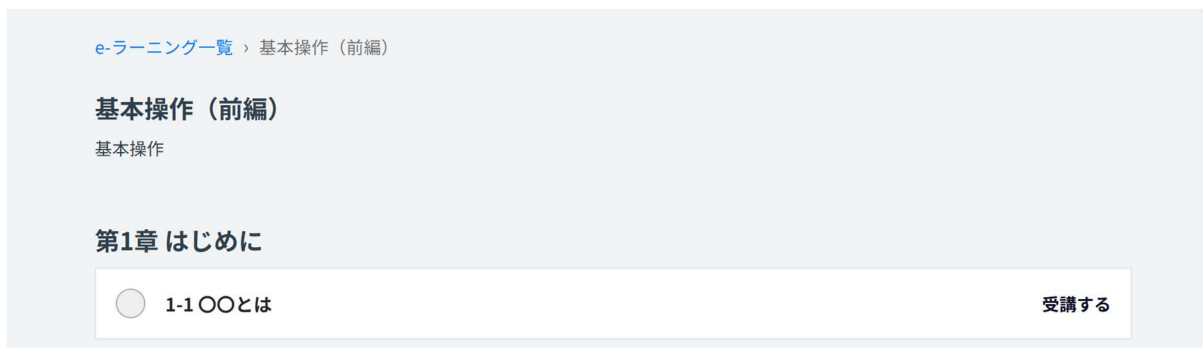 e-ラーニング一覧 › 基本操作（前編）
基本操作（前編）
基本操作
第1章 はじめに
1-1 〇〇とは 受講する